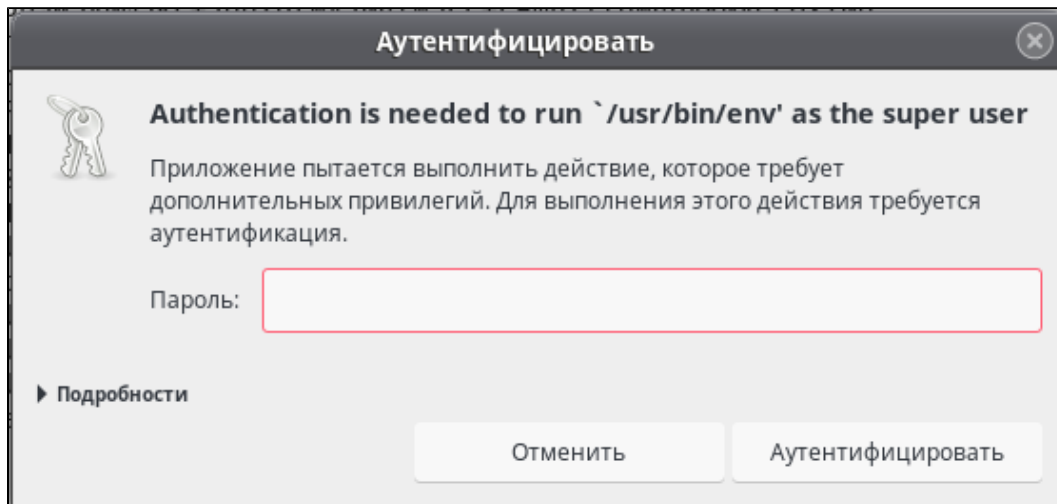 Аутентифицировать
Authentication is needed to run `/usr/bin/env' as the super user
Приложение пытается выполнить действие, которое требует
дополнительных привилегий. Для выполнения этого действия требуется
аутентификация.
Пароль:
Подробности
Отменить
Аутентифицировать